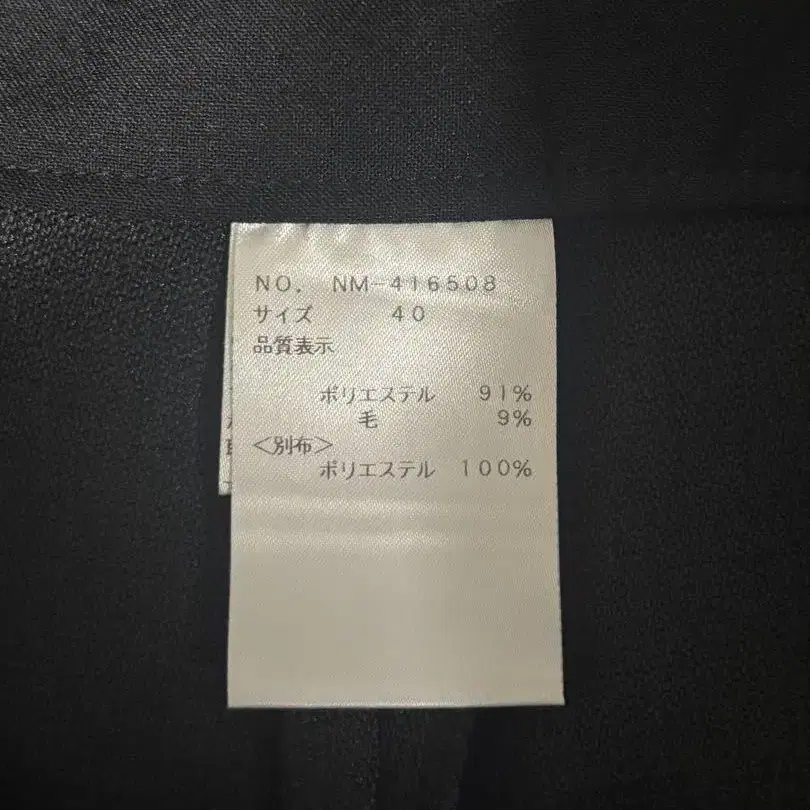 NO. NM-416508
サイズ 40
品質表示
ポリエステル 91%
毛 9%
<別布>
ポリエステル 100%